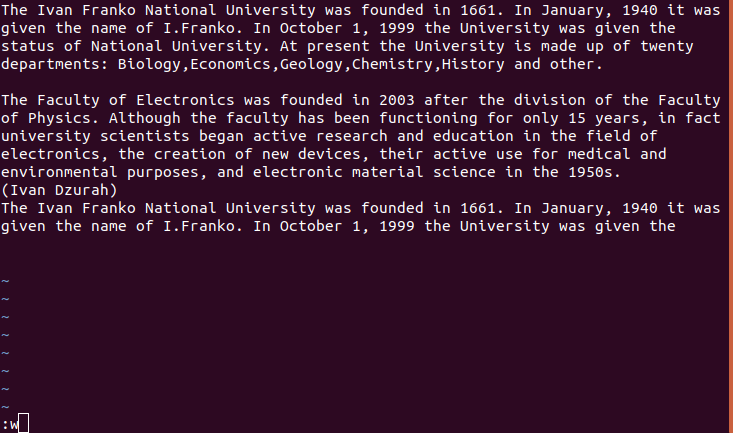 The Ivan Franko National University was founded in 1661. In January, 1940 it was
given the name of I.Franko. In October 1, 1999 the University was given the
status of National University. At present the University is made up of twenty
departments: Biology,Economics,Geology,Chemistry,History and other.

The Faculty of Electronics was founded in 2003 after the division of the Faculty
of Physics. Although the faculty has been functioning for only 15 years, in fact
university scientists began active research and education in the field of
electronics, the creation of new devices, their active use for medical and
environmental purposes, and electronic material science in the 1950s.
(Ivan Dzurah)
The Ivan Franko National University was founded in 1661. In January, 1940 it was
given the name of I.Franko. In October 1, 1999 the University was given the

~
~
~
~
~
~
~
~
:w